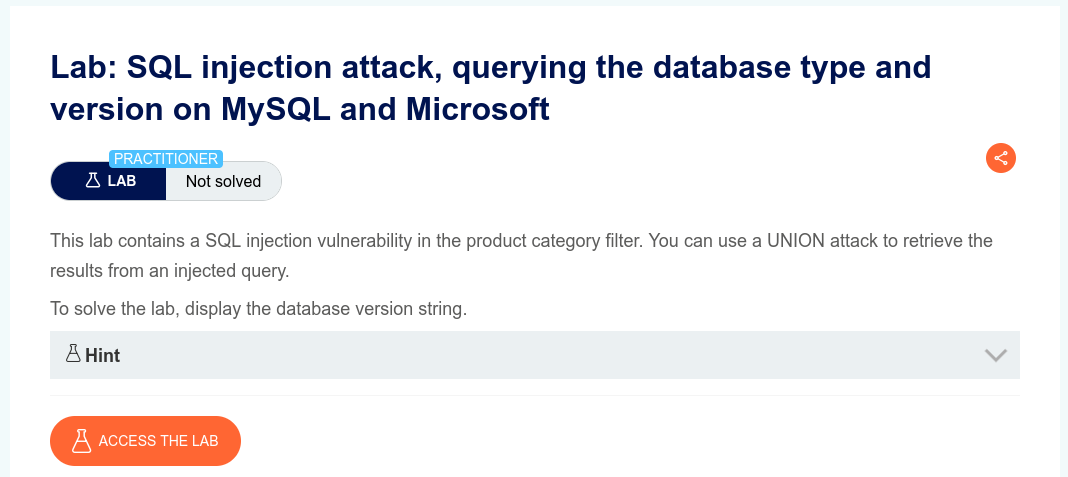 Lab: SQL injection attack, querying the database type and
version on MySQL and Microsoft
PRACTITIONER
LAB
Not solved
This lab contains a SQL injection vulnerability in the product category filter. You can use a UNION attack to retrieve the
results from an injected query.
To solve the lab, display the database version string.
Hint
ACCESS THE LAB